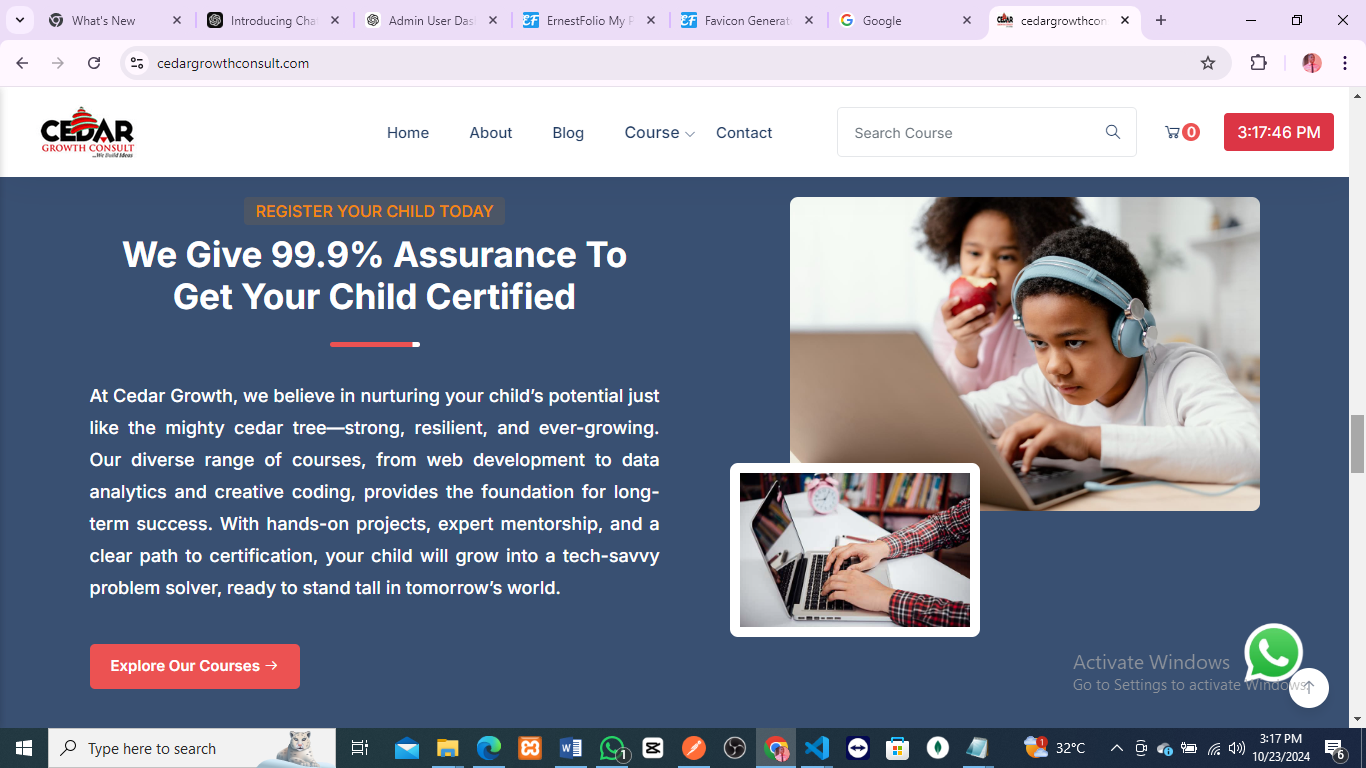 What's New
Introducing Cha
Admin User Das
ErnestFolio My P
Favicon Generat
Google
cedargrowthcon
cedargrowthconsult.com
CEDAR
GROWTH CONSULT
...We Build Ideas
Home
About
Blog
Course
Contact
Search Course
0
3:17:46 PM
REGISTER YOUR CHILD TODAY
We Give 99.9% Assurance To
Get Your Child Certified
At Cedar Growth, we believe in nurturing your child's potential just
like the mighty cedar tree—strong, resilient, and ever-growing.
Our diverse range of courses, from web development to data
analytics and creative coding, provides the foundation for long-
term success. With hands-on projects, expert mentorship, and a
clear path to certification, your child will grow into a tech-savvy
problem solver, ready to stand tall in tomorrow's world.
Explore Our Courses
Activate Windows
Go to Settings to activate Windows.
Type here to search
1
1
32°C
3:17 PM
10/23/2024
6